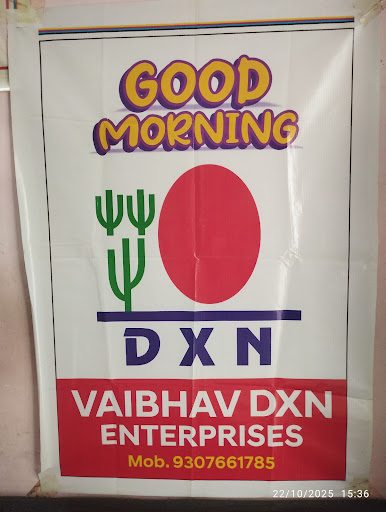 GOOD
MORNING
DXN
VAIBHAV DXN
ENTERPRISES
Mob. 9307661785
22/10/2025 15:36